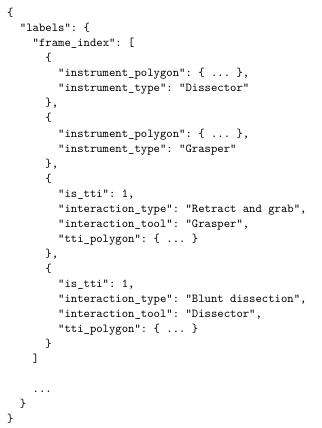 {
  "labels": {
    "frame_index": [
      {
        "instrument_polygon": { ... },
        "instrument_type": "Dissector"
      },
      {
        "instrument_polygon": { ... },
        "instrument_type": "Grasper"
      },
      {
        "is_tti": 1,
        "interaction_type": "Retract and grab",
        "interaction_tool": "Grasper",
        "tti_polygon": { ... }
      },
      {
        "is_tti": 1,
        "interaction_type": "Blunt dissection",
        "interaction_tool": "Dissector",
        "tti_polygon": { ... }
      }
    ]

    ...
  }
}